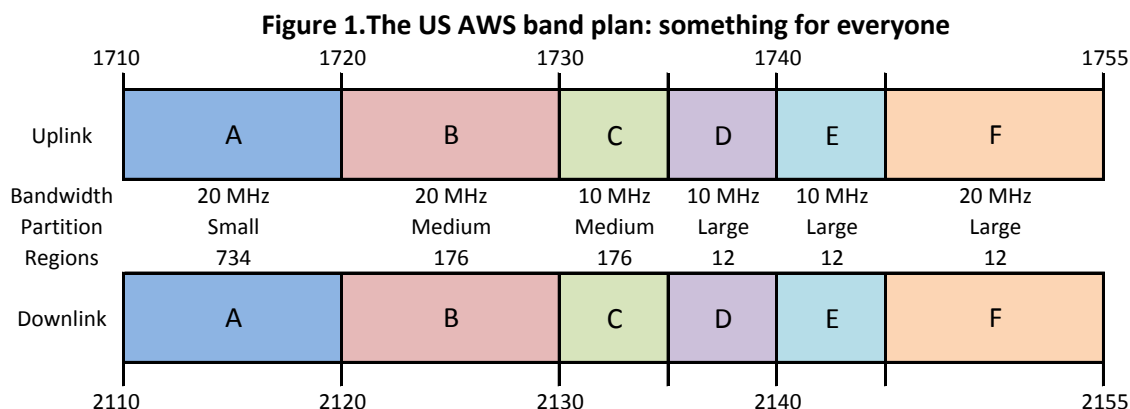 Figure 1.The US AWS band plan: something for everyone
1710 1720 1730 1740 1755
Uplink A B C D E F
Bandwidth 20 MHz 20 MHz 10 MHz 10 MHz 10 MHz 20 MHz
Partition Small Medium Medium Large Large Large
Regions 734 176 176 12 12 12
Downlink A B C D E F
2110 2120 2130 2140 2155